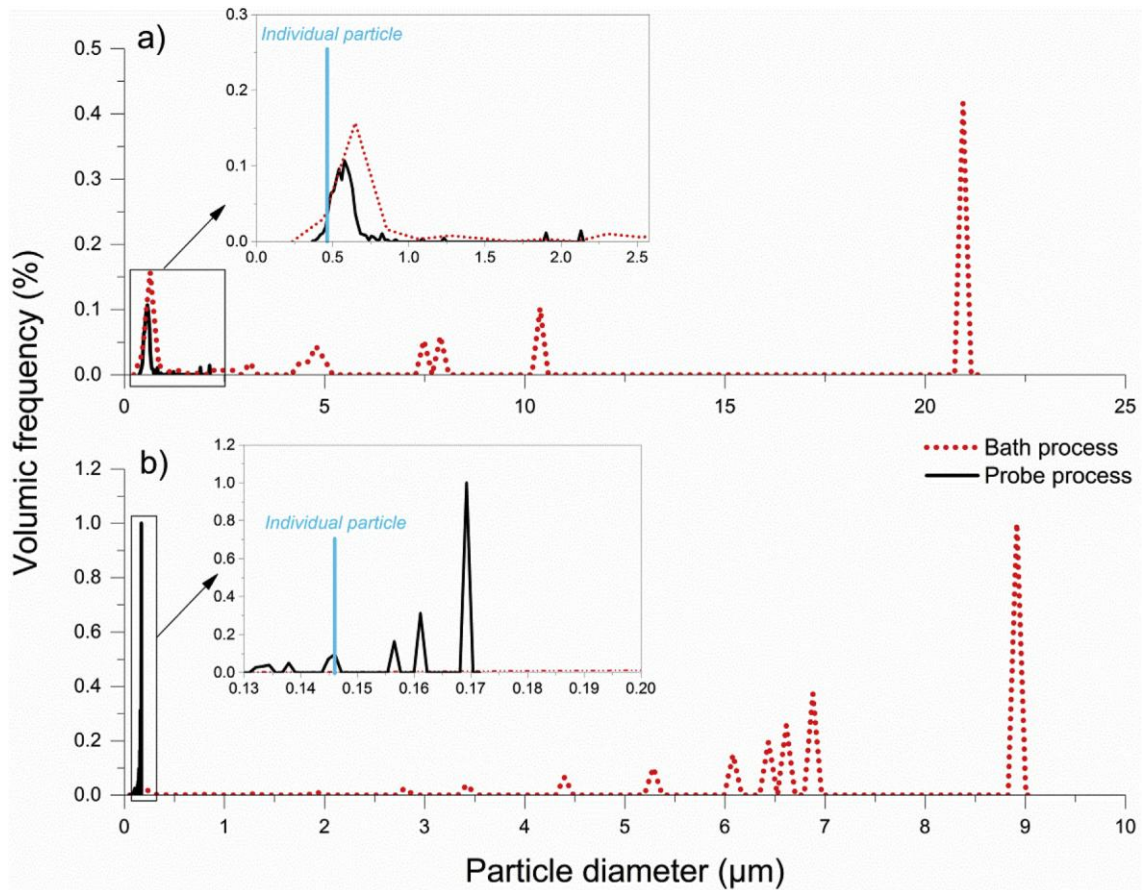 a)
Individual particle
0.3
0.2
0.1
0.0
0.0 0.5 1.0 1.5 2.0 2.5
0.5
0.4
0.3
0.2
0.1
0.0
0 5 10 15 20 25
Volumic frequency (%)
Bath process
Probe process
b)
Individual particle
1.2
1.0
0.8
0.6
0.4
0.2
0.0
0.13 0.14 0.15 0.16 0.17 0.18 0.19 0.20
1.2
1.0
0.8
0.6
0.4
0.2
0.0
0 1 2 3 4 5 6 7 8 9 10
Particle diameter (µm)